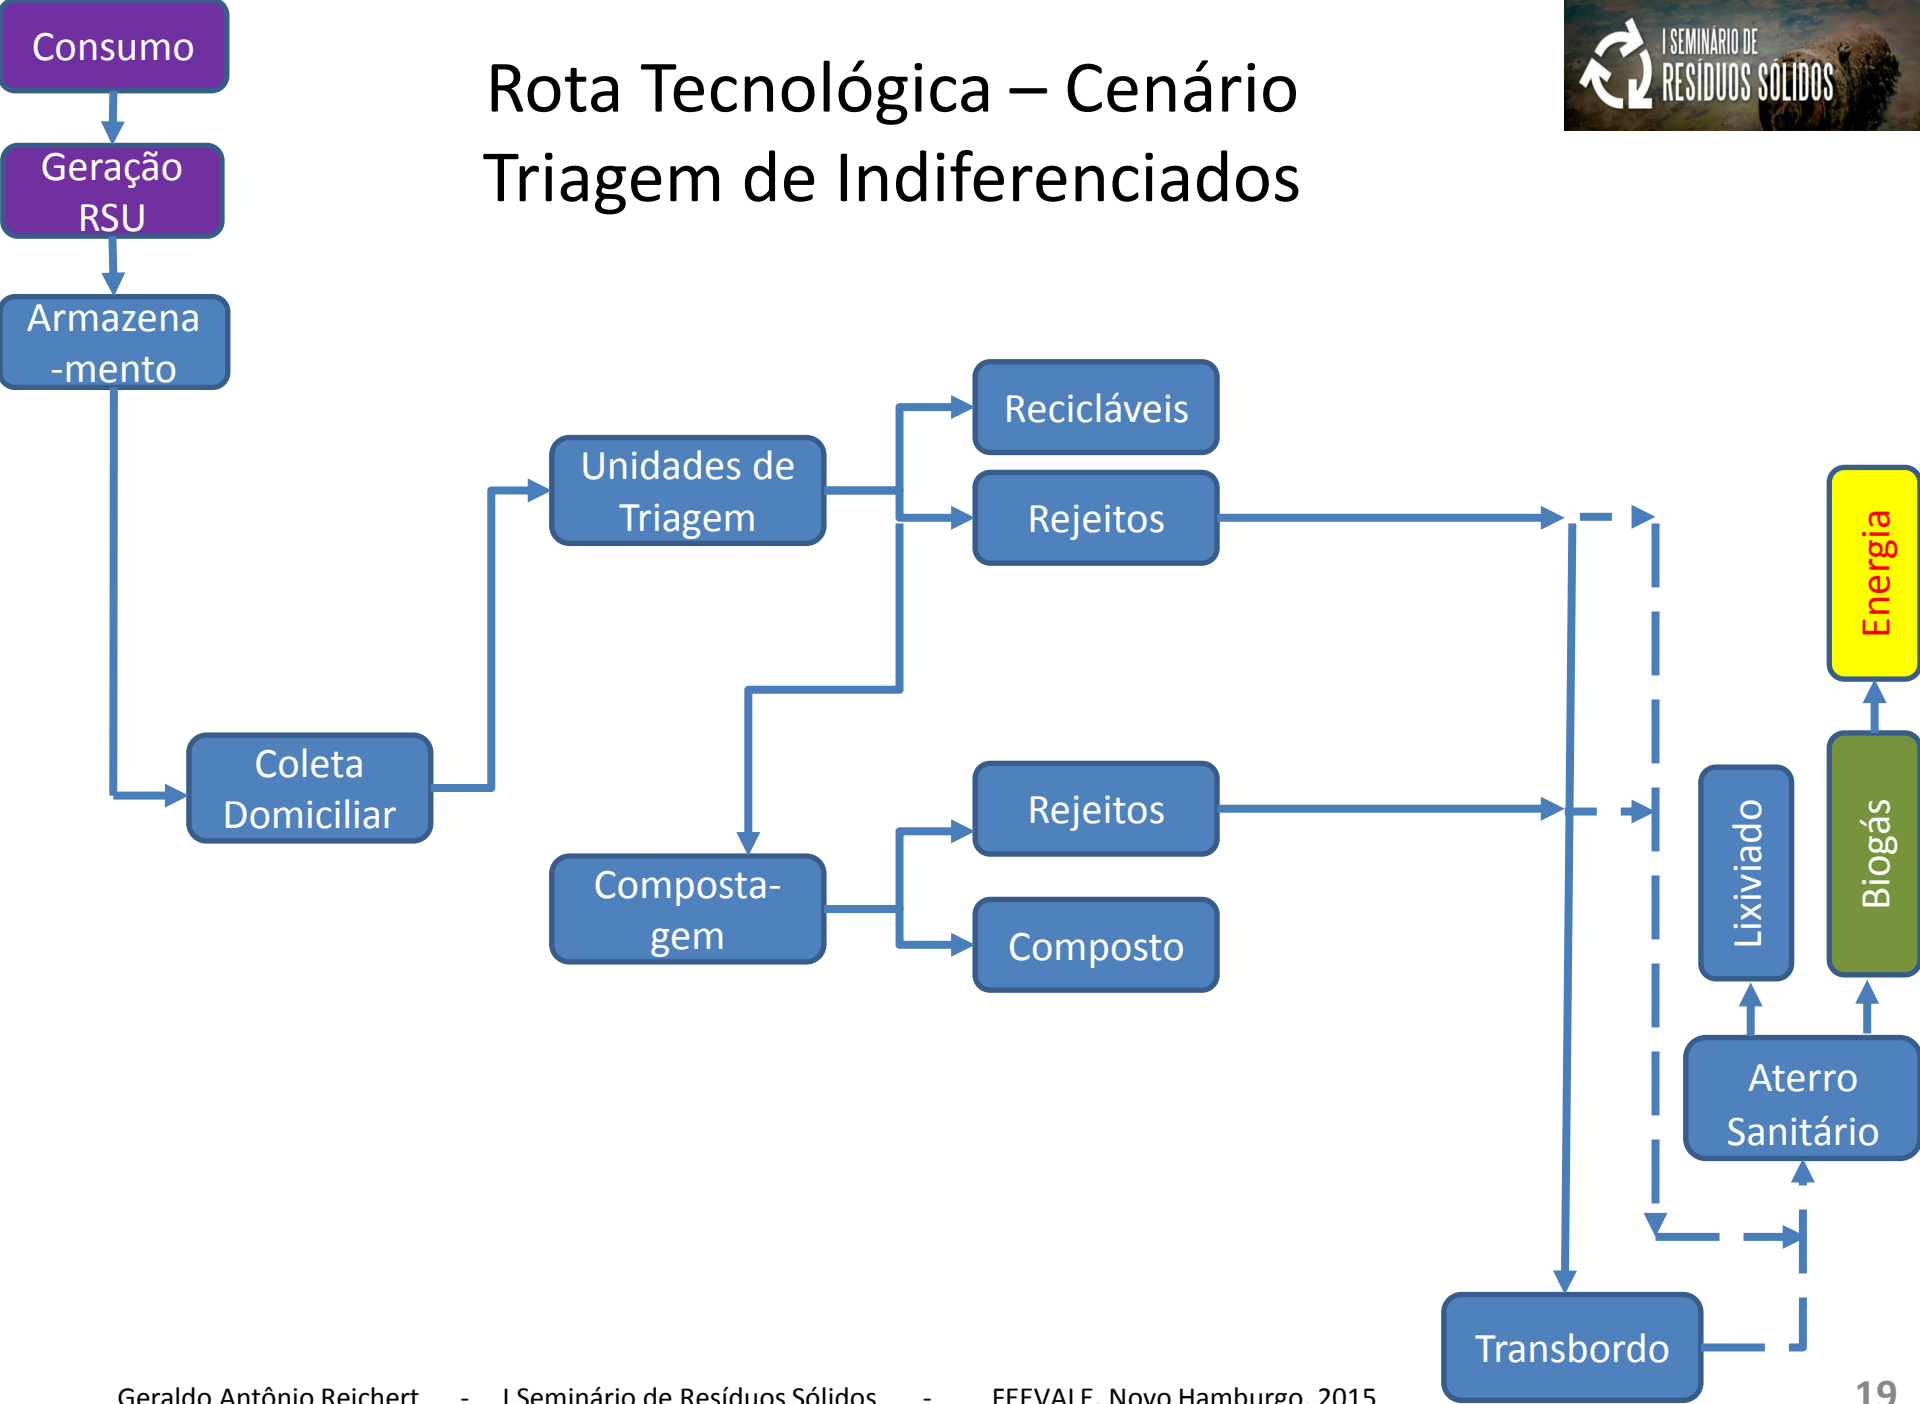 Consumo
I SEMINÁRIO DE
RESÍDUOS SÓLIDOS
Rota Tecnológica – Cenário
Triagem de Indiferenciados
Geração
RSU
Armazena
-mento
Recicláveis
Unidades de
Triagem
Rejeitos
Energia
Coleta
Domiciliar
Rejeitos
Lixiviado
Biogás
Composta-
gem
Composto
Aterro
Sanitário
Transbordo
Geraldo Antônio Reichert - I Seminário de Resíduos Sólidos - FEEVALE, Novo Hamburgo, 2015
19